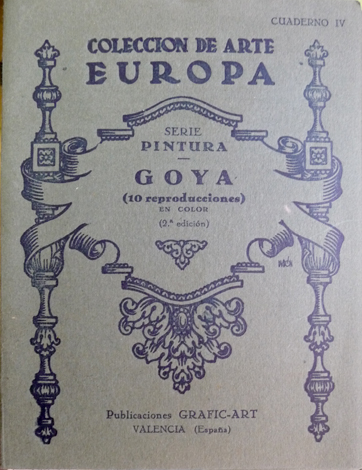 CUADERNO IV
COLECCION DE ARTE
EUROPA
SERIE
PINTURA
GOYA
(10 reproducciones)
EN COLOR
(2.ª edición)
Publicaciones GRAFIC-ART
VALENCIA (España)